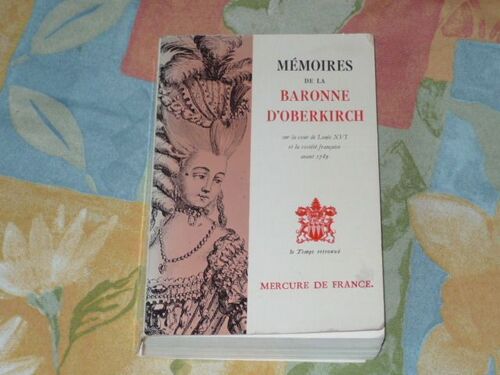 MÉMOIRES
DE LA
BARONNE
D'OBERKIRCH
sur la cour de Louis XVI
et la société française
avant 1789
le Temps retrouvé
MERCURE DE FRANCE.